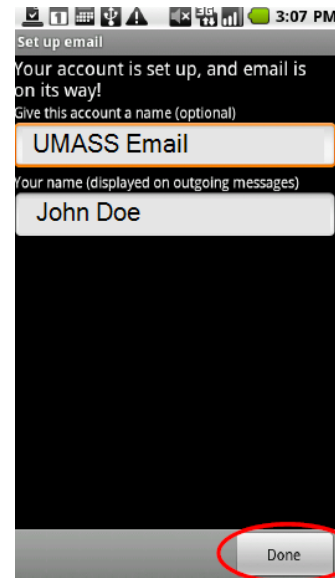 3:07 PM
Set up email
Your account is set up, and email is
on its way!
Give this account a name (optional)
UMASS Email
Your name (displayed on outgoing messages)
John Doe
Done